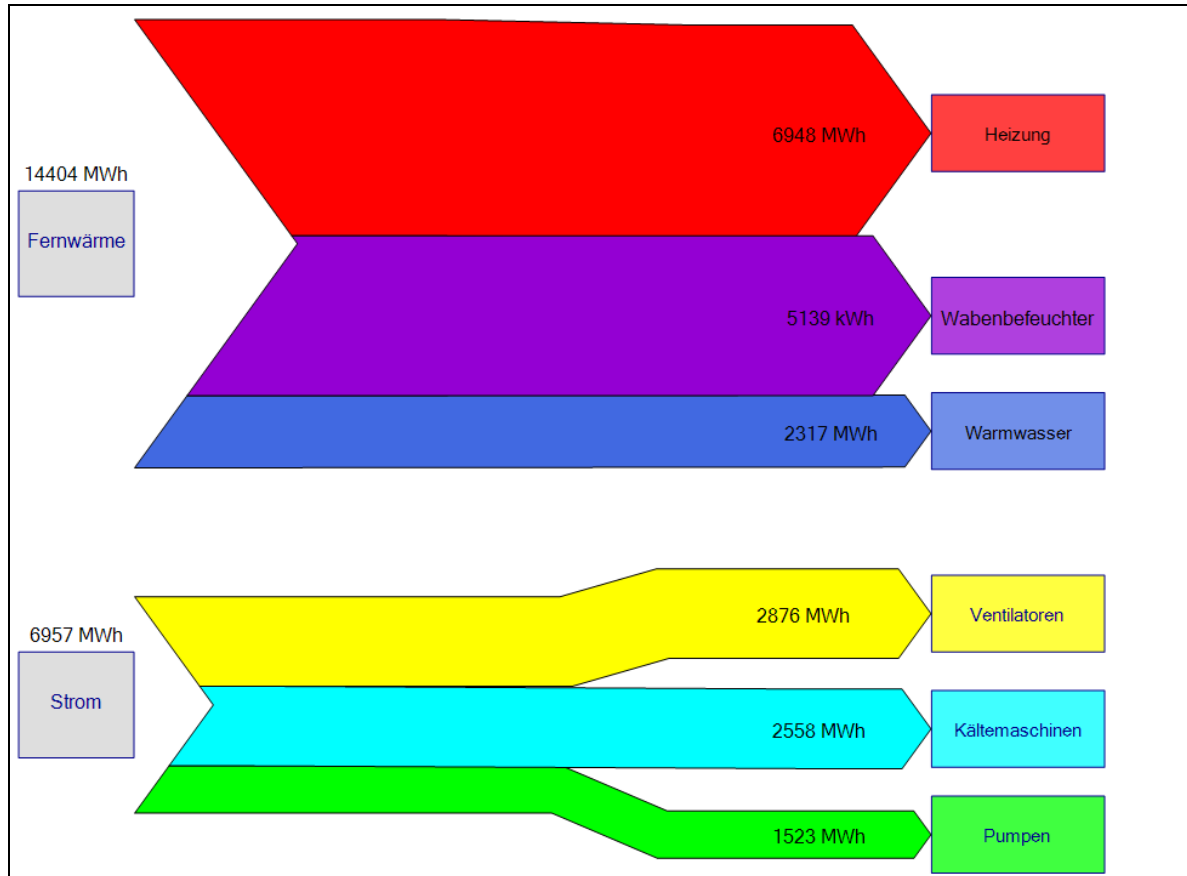 14404 MWh
Fernwärme
6948 MWh
Heizung
5139 kWh
Wabenbefeuchter
2317 MWh
Warmwasser
6957 MWh
Strom
2876 MWh
Ventilatoren
2558 MWh
Kältemaschinen
1523 MWh
Pumpen